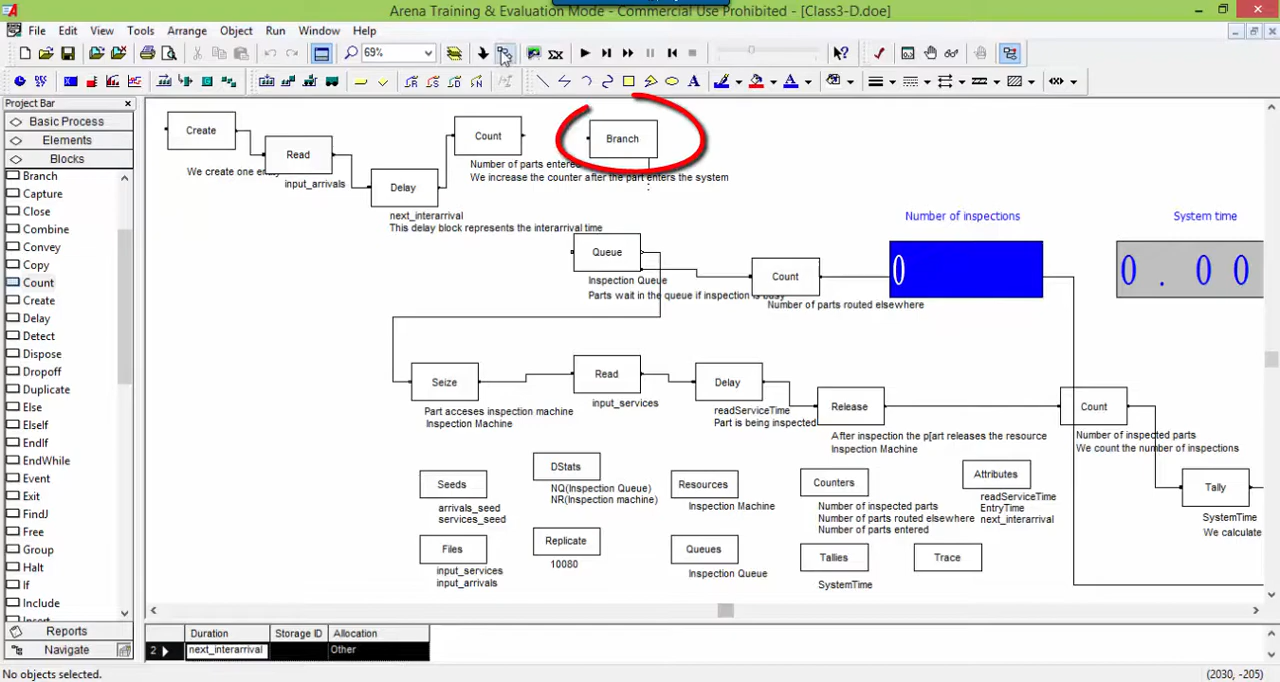 Arena Training & Evaluation Mode - Commercial Use Prohibited - [Class3-D.doe]
File Edit View Tools Arrange Object Run Window Help
69%
Project Bar
Basic Process
Elements
Blocks
Branch
Capture
Close
Combine
Convey
Copy
Count
Create
Delay
Detect
Dispose
Dropoff
Duplicate
Else
ElseIf
EndIf
EndWhile
Event
Exit
FindJ
Free
Group
Halt
If
Include
Insert
Reports
Navigate
Create
We create one
Read
input_arrivals
Delay
next_interarrival
This delay block represents the interarrival time
Count
Number of parts entered
We increase the counter after the part enters the system
Branch
Number of inspections
0
System time
0.00
Queue
Inspection Queue
Parts wait in the queue if inspection is busy
Count
Number of parts routed elsewhere
Seize
Part acceses inspection machine
Inspection Machine
Read
input_services
Delay
readServiceTime
Part is being inspected
Release
After inspection the p[art releases the resource
Inspection Machine
Count
Number of inspected parts
We count the number of inspections
Tally
SystemTime
We calculate
Seeds
arrivals_seed
services_seed
DStats
NQ(Inspection Queue)
NR(Inspection machine)
Resources
Inspection Machine
Counters
Number of inspected parts
Number of parts routed elsewhere
Number of parts entered
Attributes
readServiceTime
EntryTime
next_interarrival
Files
input_services
input_arrivals
Replicate
10080
Queues
Inspection Queue
Tallies
SystemTime
Trace
Duration Storage ID Allocation
2 next_interarrival Other
No objects selected.
(2030, -205)